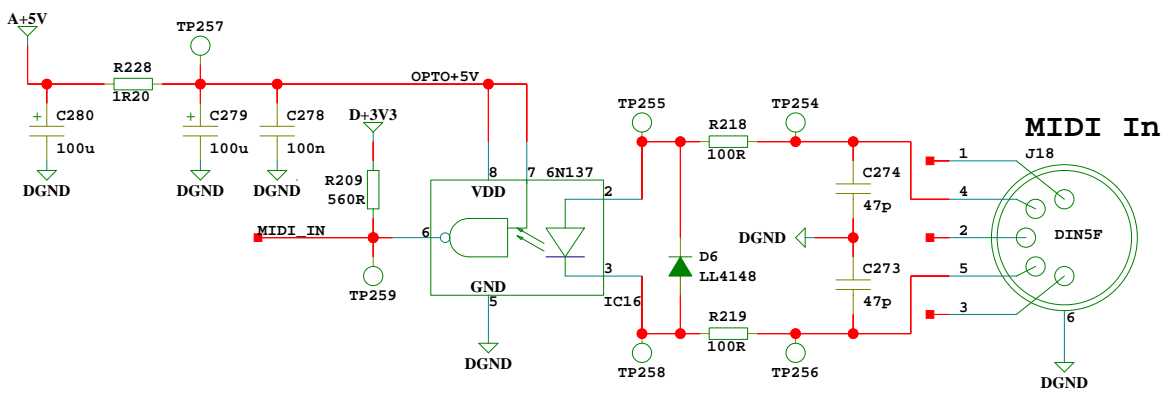 A+5V
TP257
R228
1R20
OPTO+5V
+ C280
100u
DGND
+ C279
100u
DGND
C278
100n
DGND
D+3V3
R209
560R
MIDI_IN
TP259
8
7
6N137
VDD
2
6
3
GND
5
IC16
DGND
TP255
TP254
R218
100R
D6
LL4148
R219
100R
TP258
TP256
C274
47p
DGND
C273
47p
MIDI In
J18
1
4
2
DIN5F
5
3
6
DGND